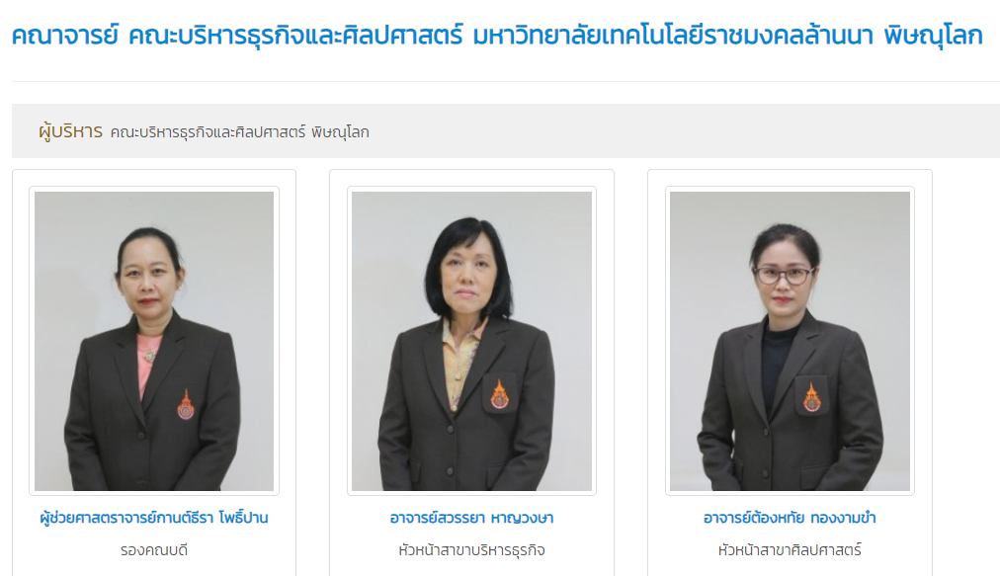 คณาจารย์ คณะบริหารธุรกิจและศิลปศาสตร์ มหาวิทยาลัยเทคโนโลยีราชมงคลล้านนา พิษณุโลก
ผู้บริหาร คณะบริหารธุรกิจและศิลปศาสตร์ พิษณุโลก
ผู้ช่วยศาสตราจารย์กานต์ธีรา โพธิ์ปาน
อาจารย์สวรรยา หาญวงษา
อาจารย์ต้องหทัย ทองงามขำ
รองคณบดี
หัวหน้าสาขาบริหารธุรกิจ
หัวหน้าสาขาศิลปศาสตร์